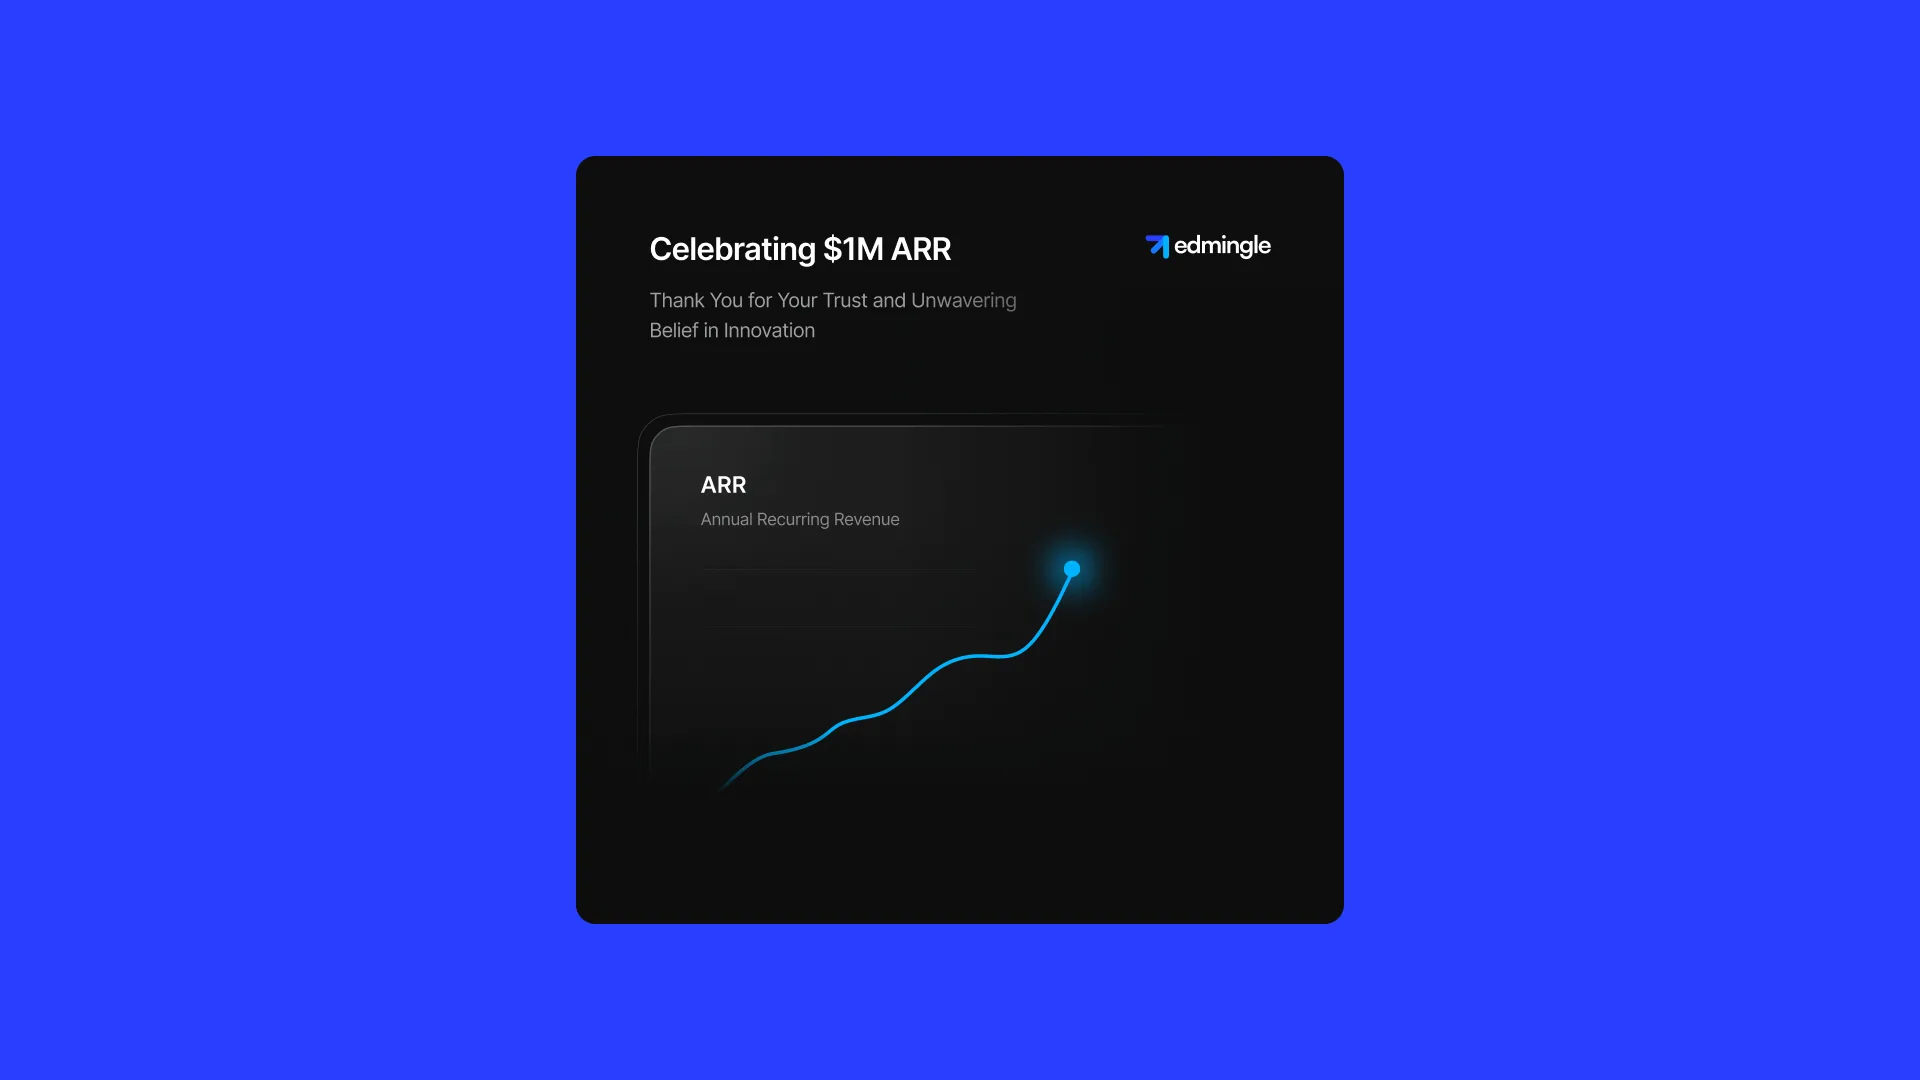 Celebrating $1M ARR
edmingle
Thank You for Your Trust and Unwavering
Belief in Innovation
ARR
Annual Recurring Revenue